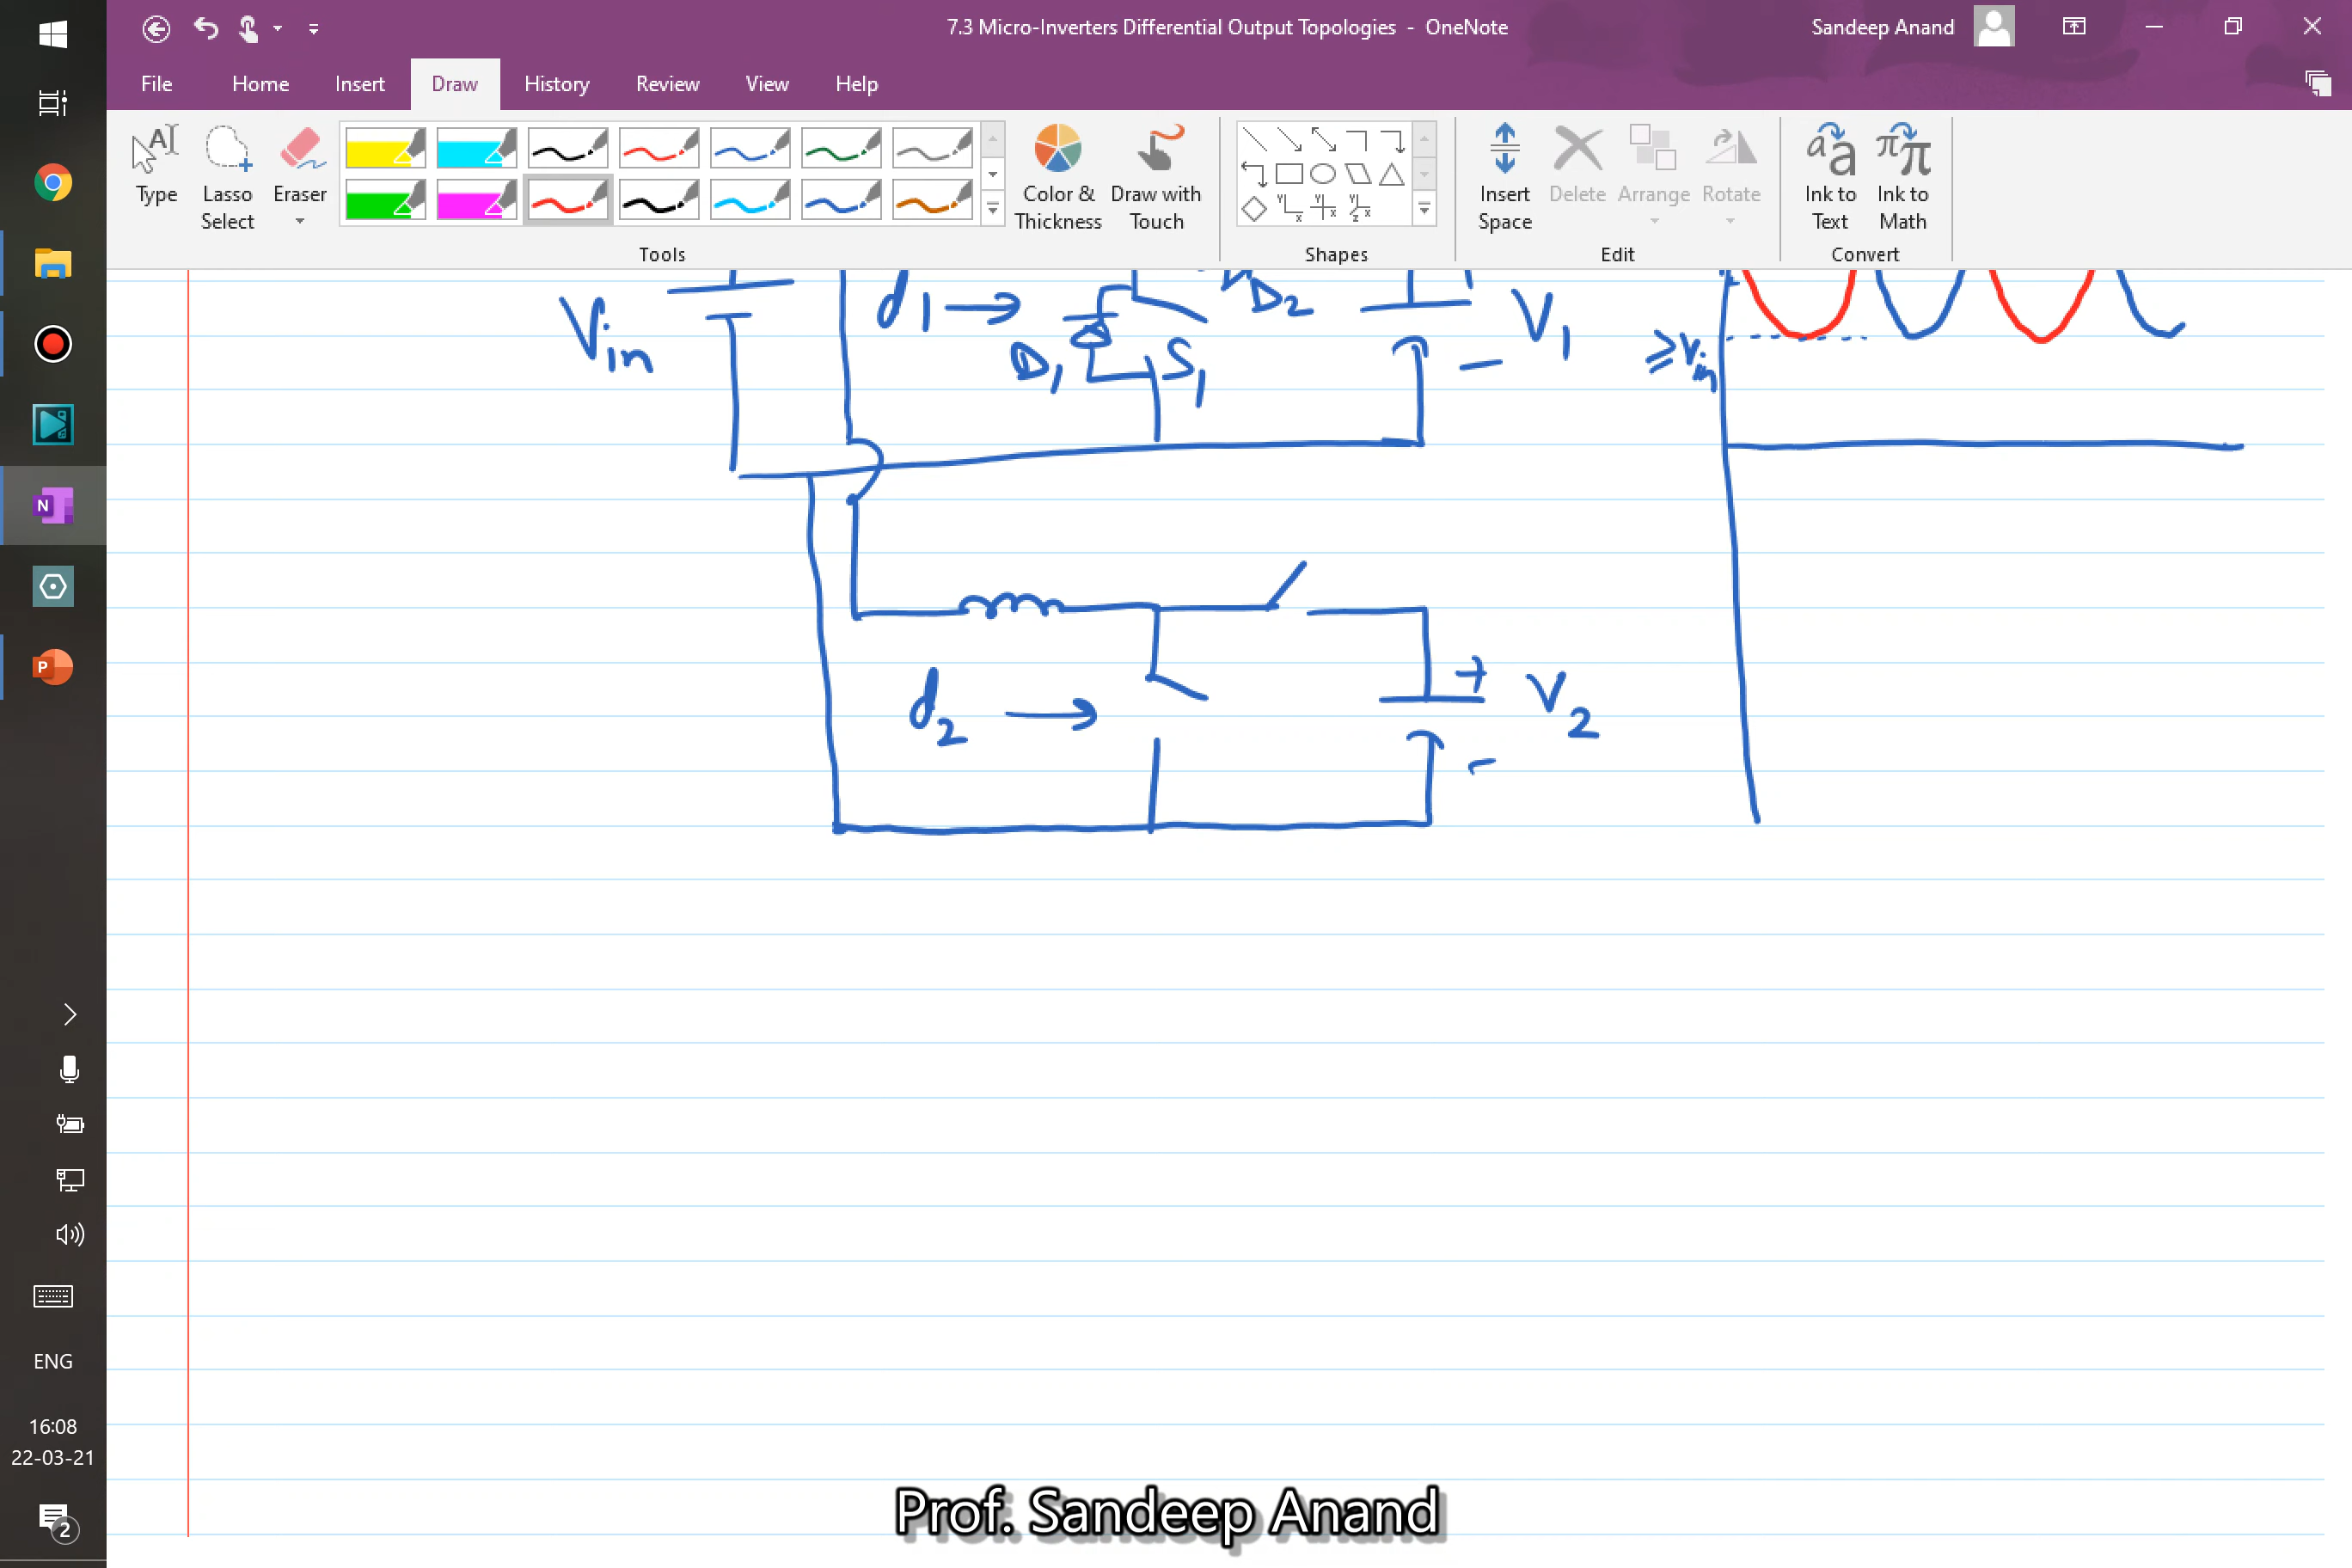 7.3 Micro-Inverters Differential Output Topologies - OneNote
Sandeep Anand
File Home Insert Draw History Review View Help
Type
Lasso Select
Eraser
Color & Thickness
Draw with Touch
Insert Space
Delete
Arrange
Rotate
Ink to Text
Ink to Math
Tools
Shapes
Edit
Convert
Vin
d1 →
D1
S1
D2
− V1
≥Vin
d2 →
+
V2
−
ENG
16:08
22-03-21
2
Prof. Sandeep Anand